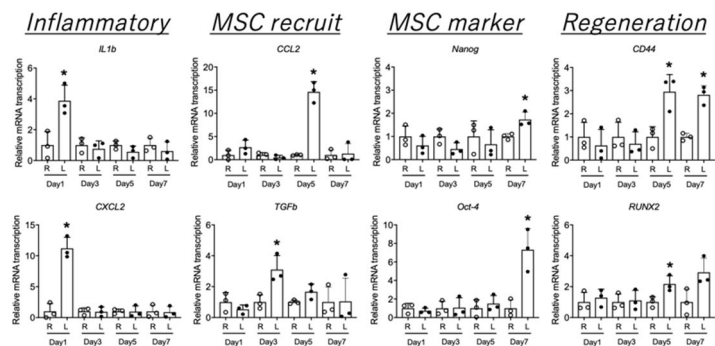 Inflammatory MSC recruit MSC marker Regeneration
IL1b CCL2 Nanog CD44
Relative mRNA transcription
6
4
2
0
*
R L R L R L R L
Day1 Day3 Day5 Day7
Relative mRNA transcription
20
15
10
5
0
*
R L R L R L R L
Day1 Day3 Day5 Day7
Relative mRNA transcription
4
3
2
1
0
*
R L R L R L R L
Day1 Day3 Day5 Day7
Relative mRNA transcription
4
3
2
1
0
* *
R L R L R L R L
Day1 Day3 Day5 Day7
CXCL2 TGFb Oct-4 RUNX2
Relative mRNA transcription
15
10
5
0
*
R L R L R L R L
Day1 Day3 Day5 Day7
Relative mRNA transcription
5
4
3
2
1
0
*
R L R L R L R L
Day1 Day3 Day5 Day7
Relative mRNA transcription
10
8
6
4
2
0
*
R L R L R L R L
Day1 Day3 Day5 Day7
Relative mRNA transcription
5
4
3
2
1
0
*
R L R L R L R L
Day1 Day3 Day5 Day7